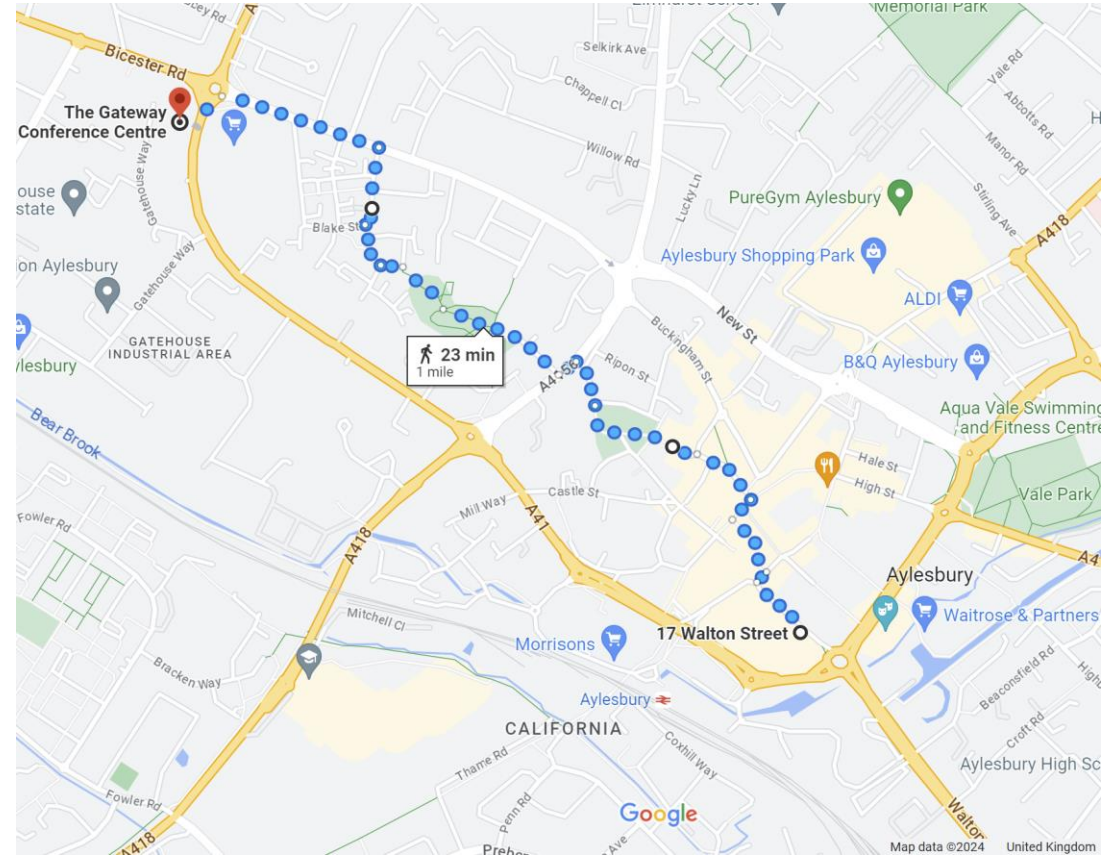 Memorial Park
Bicester Rd
Selkirk Ave
Chappell Cl
Vale Rd
Abbotts Rd
The Gateway
Conference Centre
Willow Rd
Manor Rd
Gatehouse Way
Lucky Ln
PureGym Aylesbury
Stirling Ave
A418
Blake St
Aylesbury Shopping Park
Gatehouse Way
ALDI
GATEHOUSE
INDUSTRIAL AREA
23 min
1 mile
Buckingham St
New St
Ripon St
B&Q Aylesbury
Bear Brook
Aqua Vale Swimming
and Fitness Centre
Hale St
High St
Castle St
Mill Way
Vale Park
Fowler Rd
A41
A418
Aylesbury
Mitchell Cl
17 Walton Street
Waitrose & Partners
Morrisons
Bracken Way
Beaconsfield Rd
Aylesbury
CALIFORNIA
Croft Rd
Coxhill Way
Thame Rd
Aylesbury High Sc
Penn Rd
Fowler Rd
Google
Walton
A418
Map data ©2024 United Kingdom